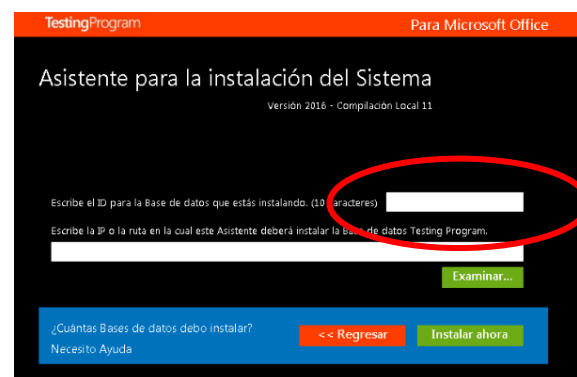 TestingProgram
Para Microsoft Office
Asistente para la instalación del Sistema
Versión 2016 - Compilación Local 11
Escribe el ID para la Base de datos que estás instalando. (10 caracteres)
Escribe la IP o la ruta en la cual este Asistente deberá instalar la Base de datos Testing Program.
Examinar...
¿Cuántas Bases de datos debo instalar?
<< Regresar
Instalar ahora
Necesito Ayuda